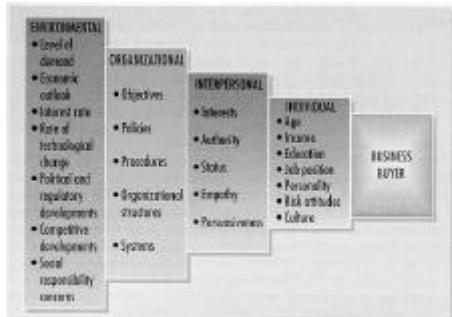 ENVIRONMENTAL
• Level of
demand
• Economic
outlook
• Interest rate
• Rate of
technological
change
• Political and
regulatory
developments
• Competitive
developments
• Social
responsibility
concerns
ORGANIZATIONAL
• Objectives
• Policies
• Procedures
• Organizational
structures
• Systems
INTERPERSONAL
• Interests
• Authority
• Status
• Empathy
• Persuasiveness
INDIVIDUAL
• Age
• Income
• Education
• Job position
• Personality
• Risk attitudes
• Culture
BUSINESS
BUYER